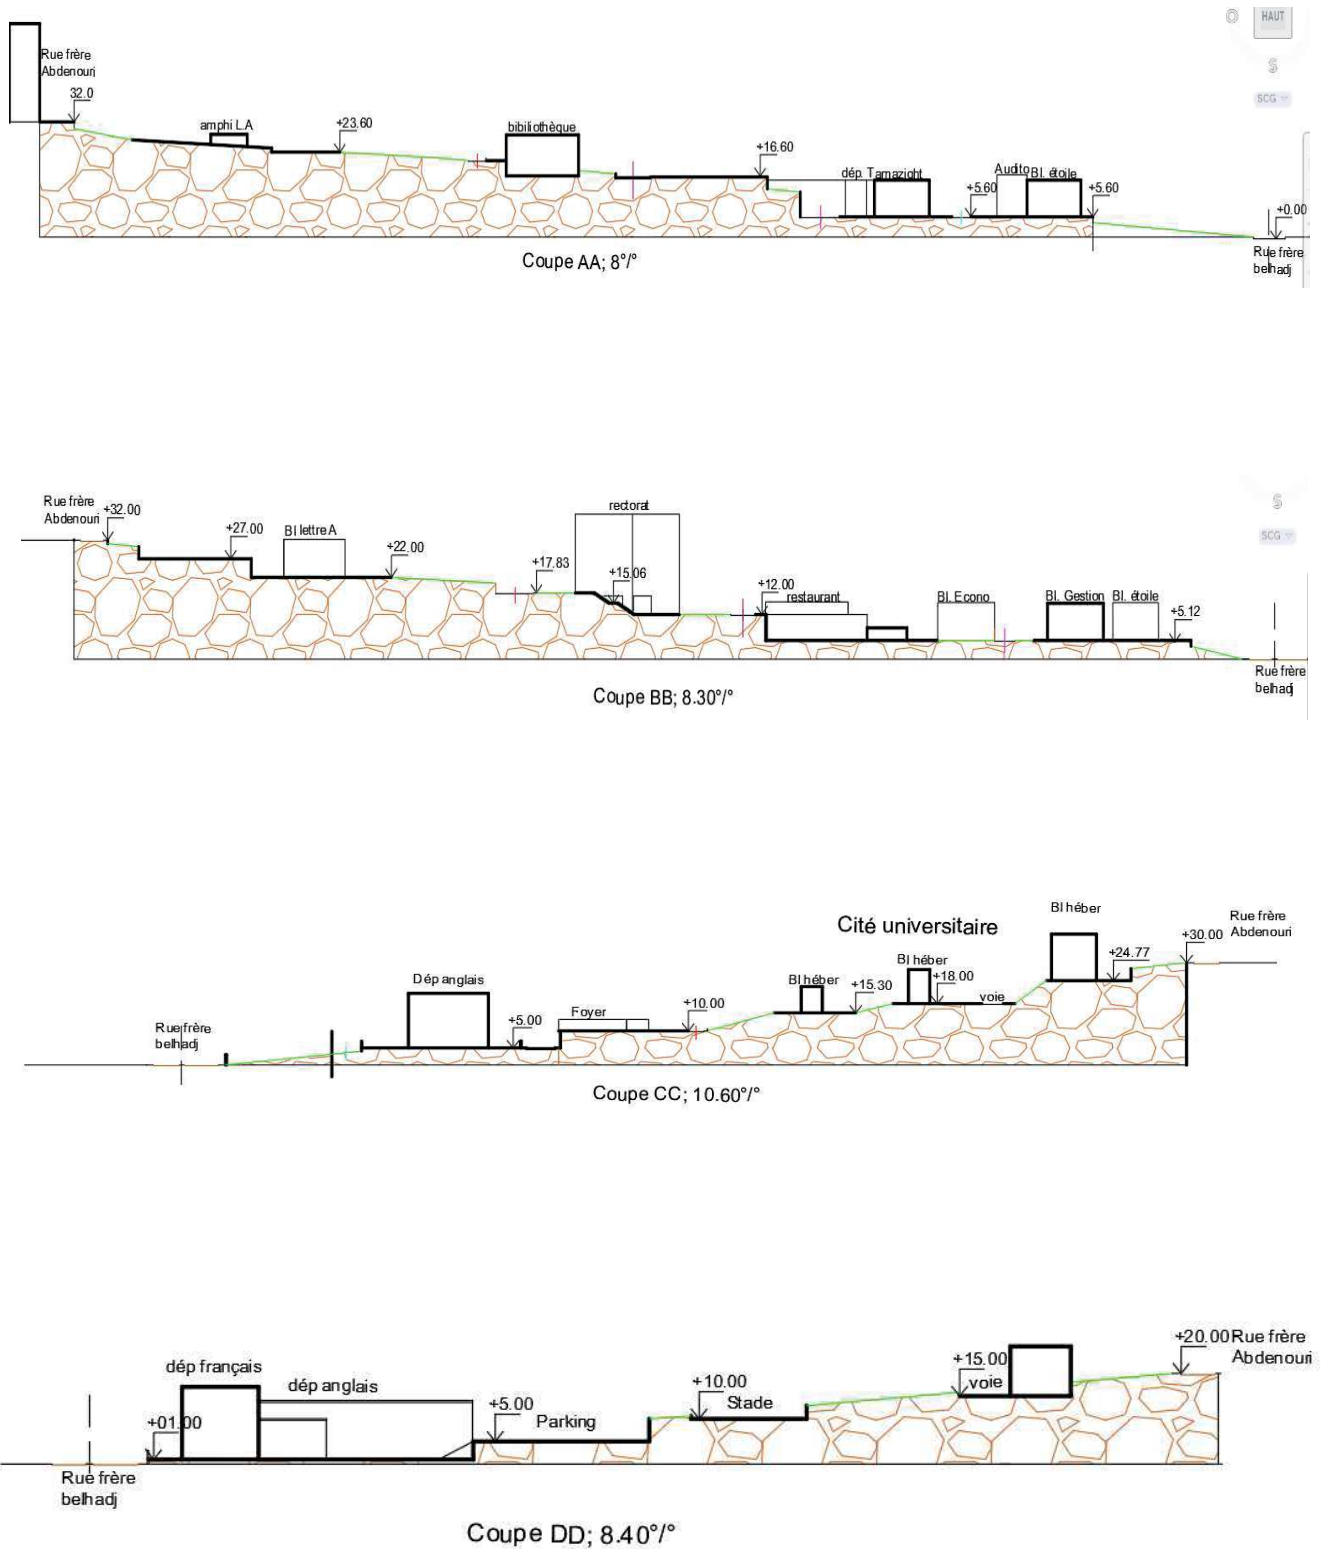 O
HAUT
S
SCG
Rue frère
Abdenouri
32.0
amphi L.A
+23.60
bibiliothèque
+16.60
dép. Tamazight
+5.60
Audito
Bl. étoile
+5.60
+0.00
Rue frère
belhadj
Coupe AA; 8°/°
S
SCG
Rue frère
Abdenouri
+32.00
+27.00
Bl lettre A
+22.00
+17.83
rectorat
+15.06
+12.00
restaurant
Bl. Econo
Bl. Gestion
Bl. étoile
+5.12
Rue frère
belhadj
Coupe BB; 8.30°/°
Rue frère
belhadj
Dép anglais
+5.00
Foyer
+10.00
Cité universitaire
Bl héber
+15.30
Bl héber
+18.00
voie
Bl héber
+24.77
+30.00
Rue frère
Abdenouri
Coupe CC; 10.60°/°
Rue frère
belhadj
+01.00
dép français
dép anglais
+5.00
Parking
+10.00
Stade
+15.00
voie
+20.00
Rue frère
Abdenouri
Coupe DD; 8.40°/°